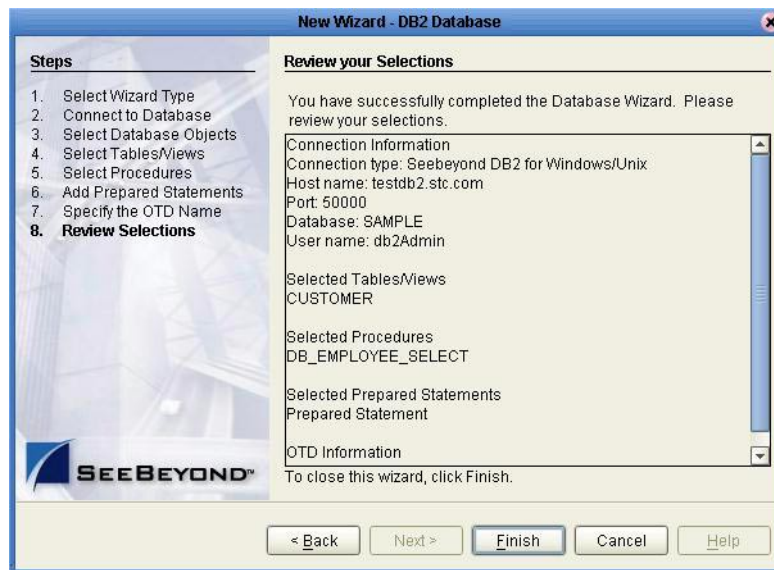 New Wizard - DB2 Database
Steps
1. Select Wizard Type
2. Connect to Database
3. Select Database Objects
4. Select Tables/Views
5. Select Procedures
6. Add Prepared Statements
7. Specify the OTD Name
8. Review Selections
SEEBEYOND™
Review your Selections
You have successfully completed the Database Wizard. Please
review your selections.
Connection Information
Connection type: Seebeyond DB2 for Windows/Unix
Host name: testdb2.stc.com
Port: 50000
Database: SAMPLE
User name: db2Admin
Selected Tables/Views
CUSTOMER
Selected Procedures
DB_EMPLOYEE_SELECT
Selected Prepared Statements
Prepared Statement
OTD Information
To close this wizard, click Finish.
< Back Next > Finish Cancel Help